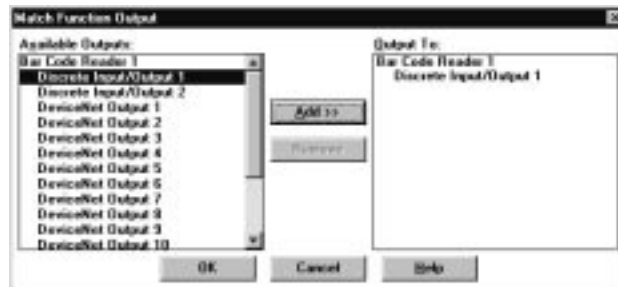 Match Function Output
Available Outputs:
Bar Code Reader 1
Discrete Input/Output 1
Discrete Input/Output 2
DeviceNet Output 1
DeviceNet Output 2
DeviceNet Output 3
DeviceNet Output 4
DeviceNet Output 5
DeviceNet Output 6
DeviceNet Output 7
DeviceNet Output 8
DeviceNet Output 9
DeviceNet Output 10
Add >>
Remove
Output To:
Bar Code Reader 1
Discrete Input/Output 1
OK
Cancel
Help